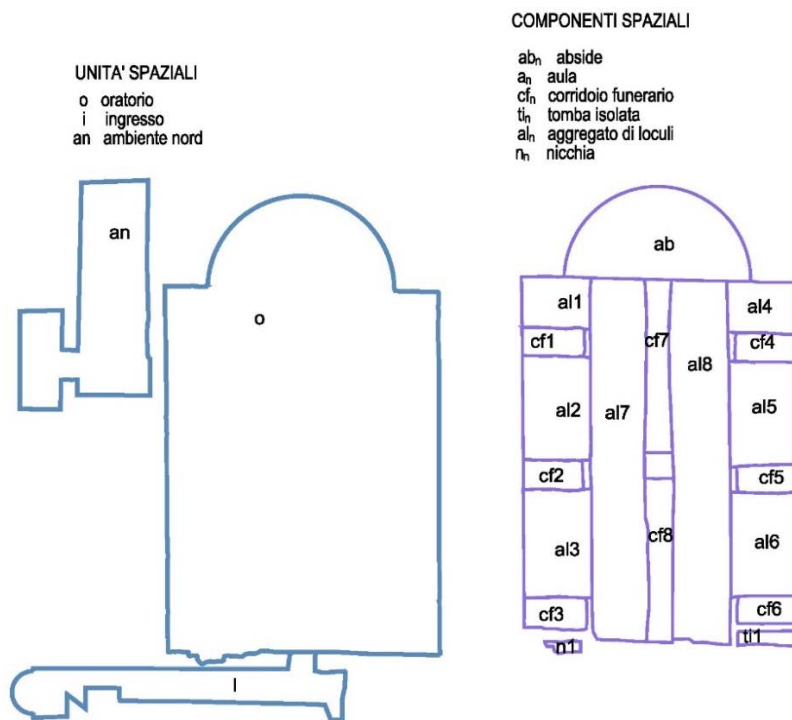 UNITA' SPAZIALI
o oratorio
i ingresso
an ambiente nord
an
o
I
COMPONENTI SPAZIALI
abn abside
an aula
cfn corridoio funerario
tin tomba isolata
aln aggregato di loculi
nn nicchia
ab
al1
al4
cf1
cf7
cf4
al8
al2
al7
al5
cf2
cf5
cf8
al3
al6
cf3
cf6
n1
ti1